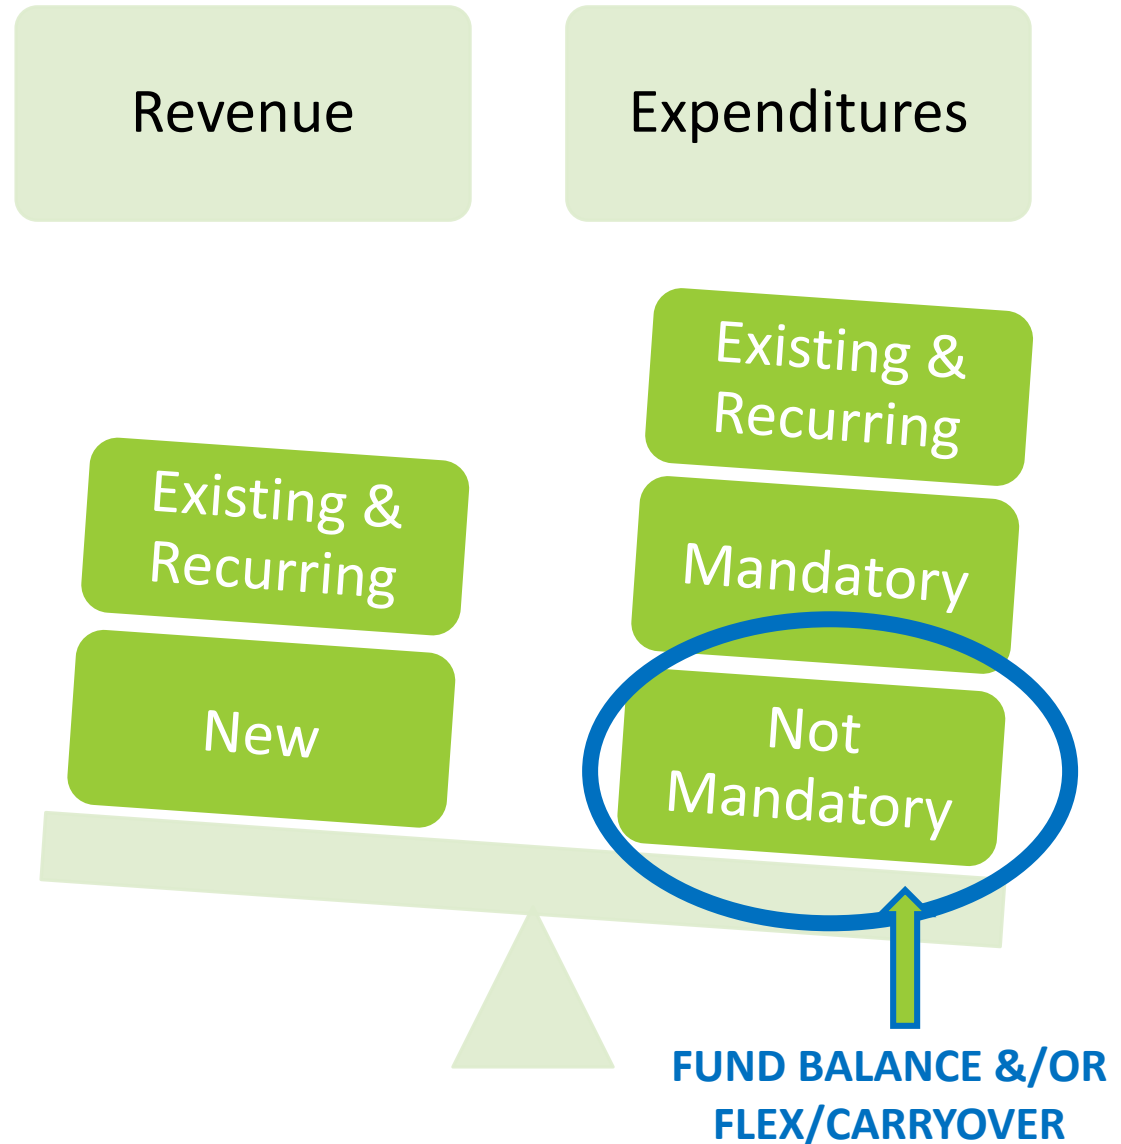 Revenue
Expenditures
Existing &
Recurring
New
Existing &
Recurring
Mandatory
Not
Mandatory
FUND BALANCE &/OR
FLEX/CARRYOVER